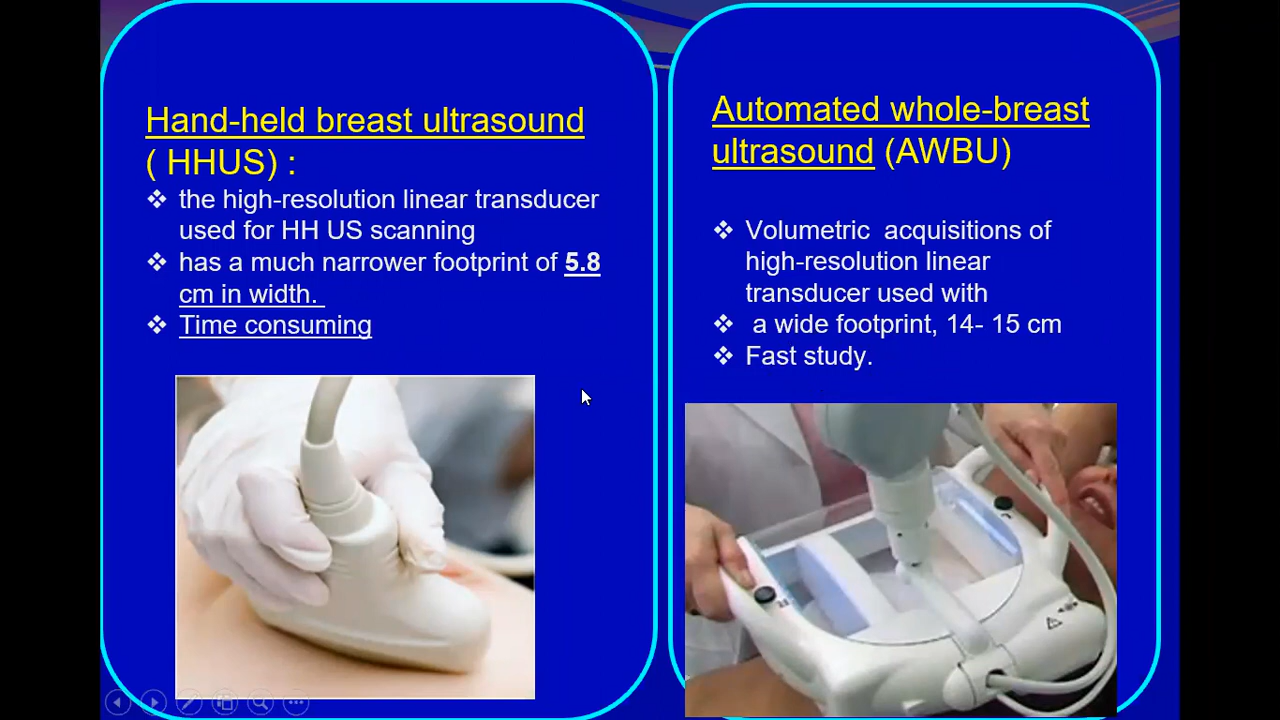 Hand-held breast ultrasound
( HHUS) :
❖ the high-resolution linear transducer
used for HH US scanning
❖ has a much narrower footprint of 5.8
cm in width.
❖ Time consuming
Automated whole-breast
ultrasound (AWBU)
❖ Volumetric  acquisitions of
high-resolution linear
transducer used with
❖ a wide footprint, 14- 15 cm
❖ Fast study.